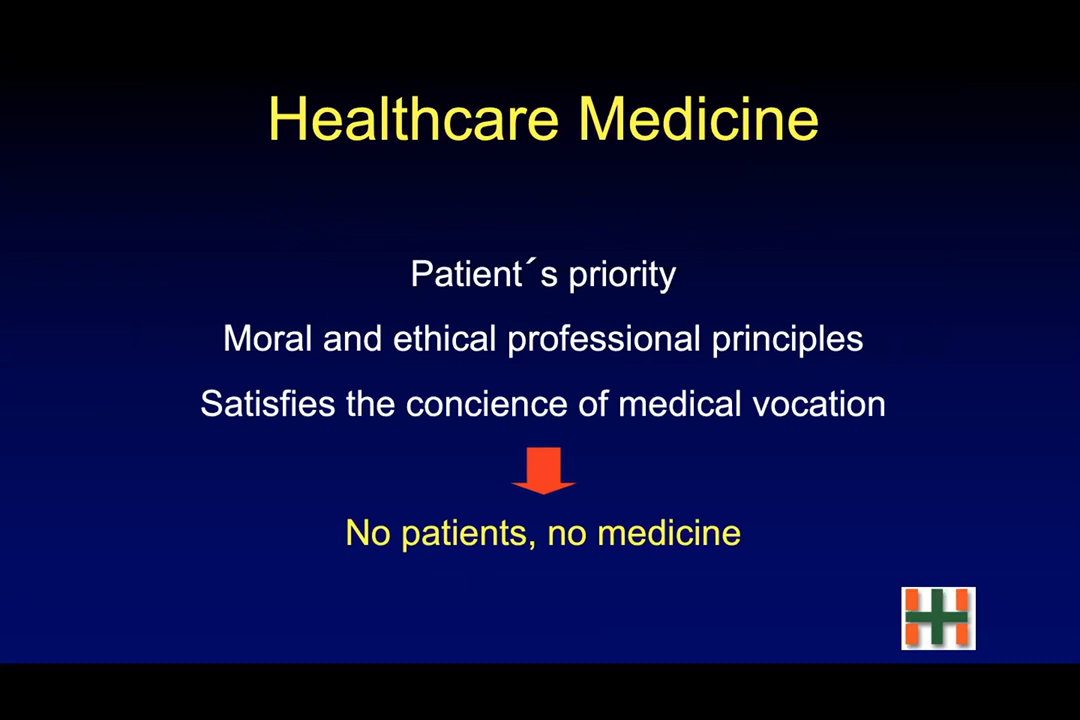 Healthcare Medicine
Patient´s priority
Moral and ethical professional principles
Satisfies the concience of medical vocation
No patients, no medicine